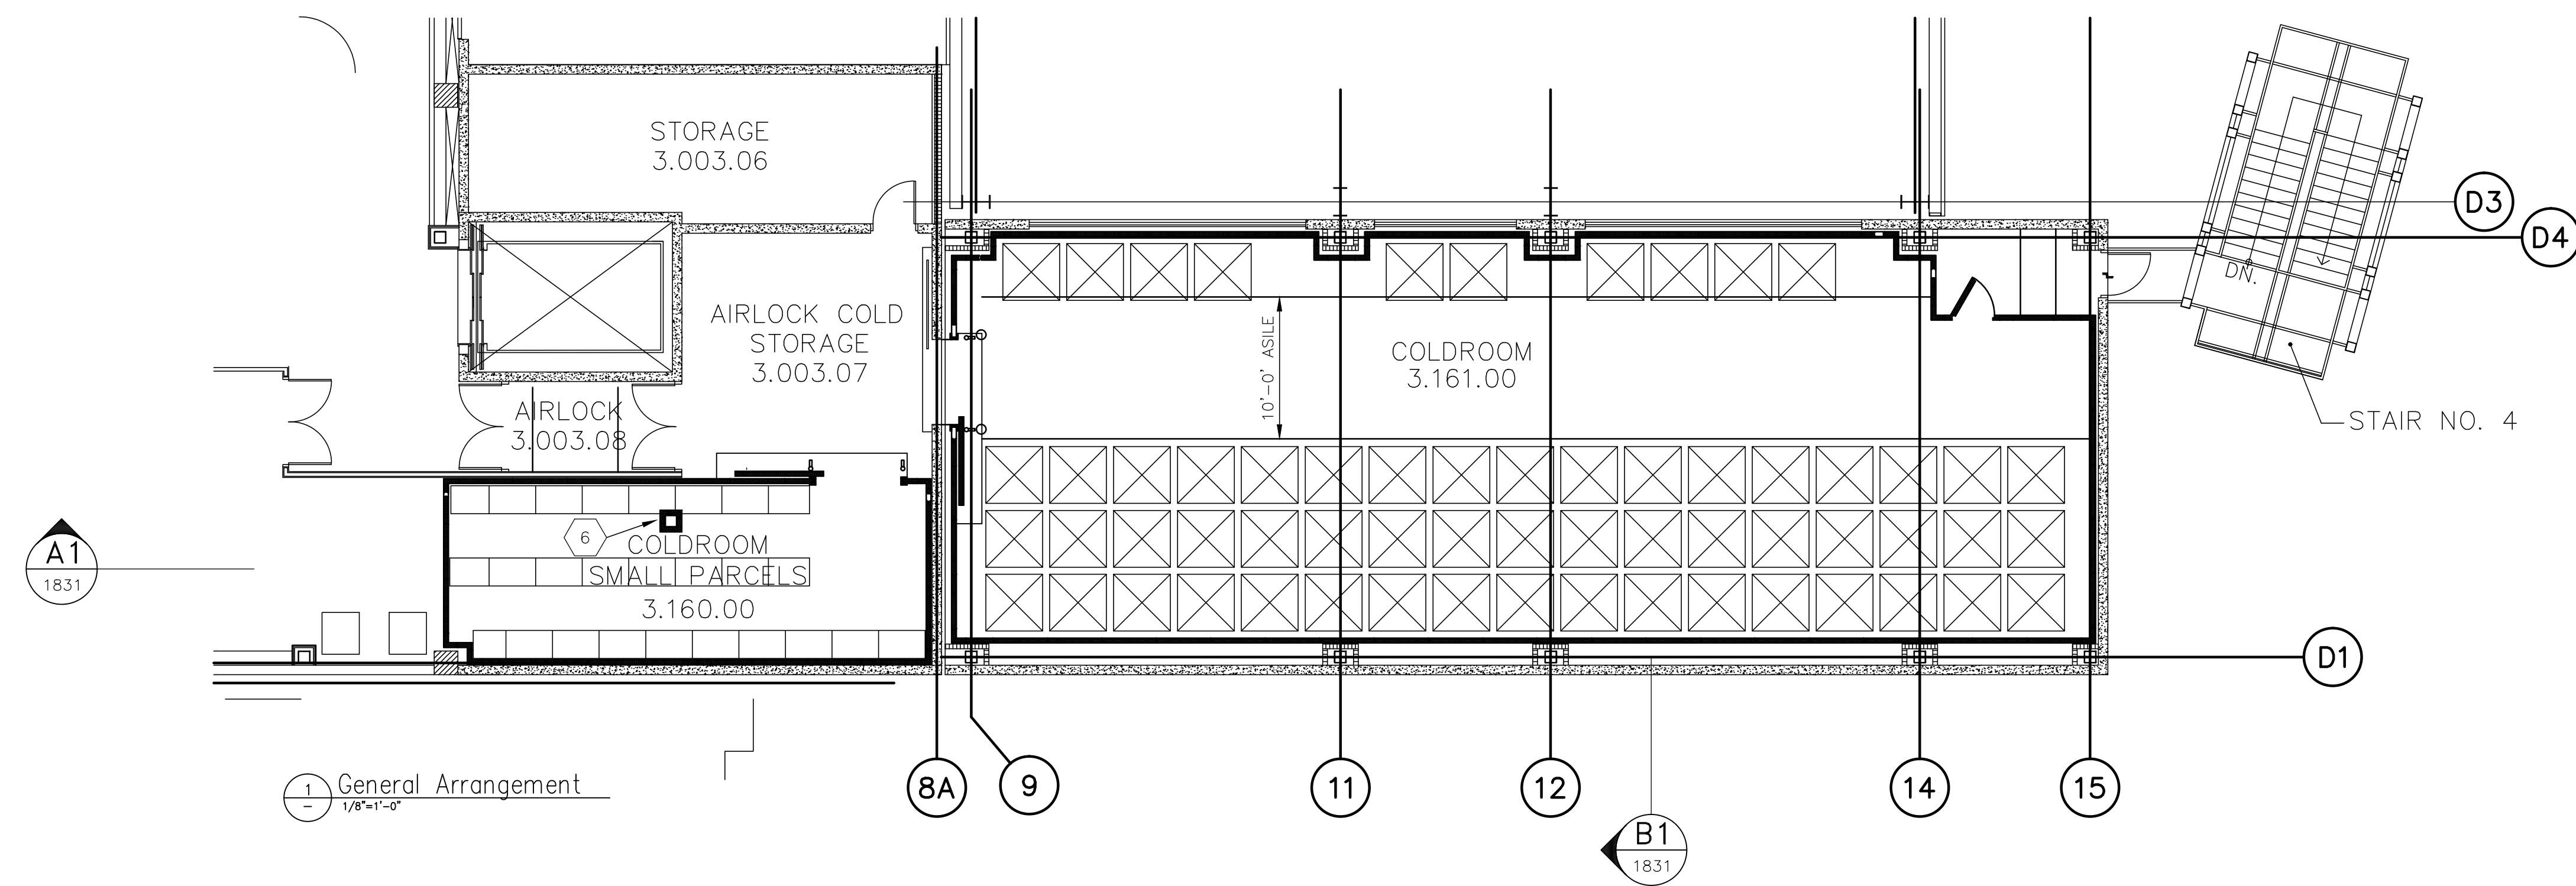 STORAGE
3.003.06
AIRLOCK COLD
STORAGE
3.003.07
AIRLOCK
3.003.08
10'-0' ASILE
COLDROOM
3.161.00
DN.
D3
D4
STAIR NO. 4
A1
1831
6
COLDROOM
SMALL PARCELS
3.160.00
D1
1
-
General Arrangement
1/8"=1'-0"
8A
9
11
12
14
15
B1
1831